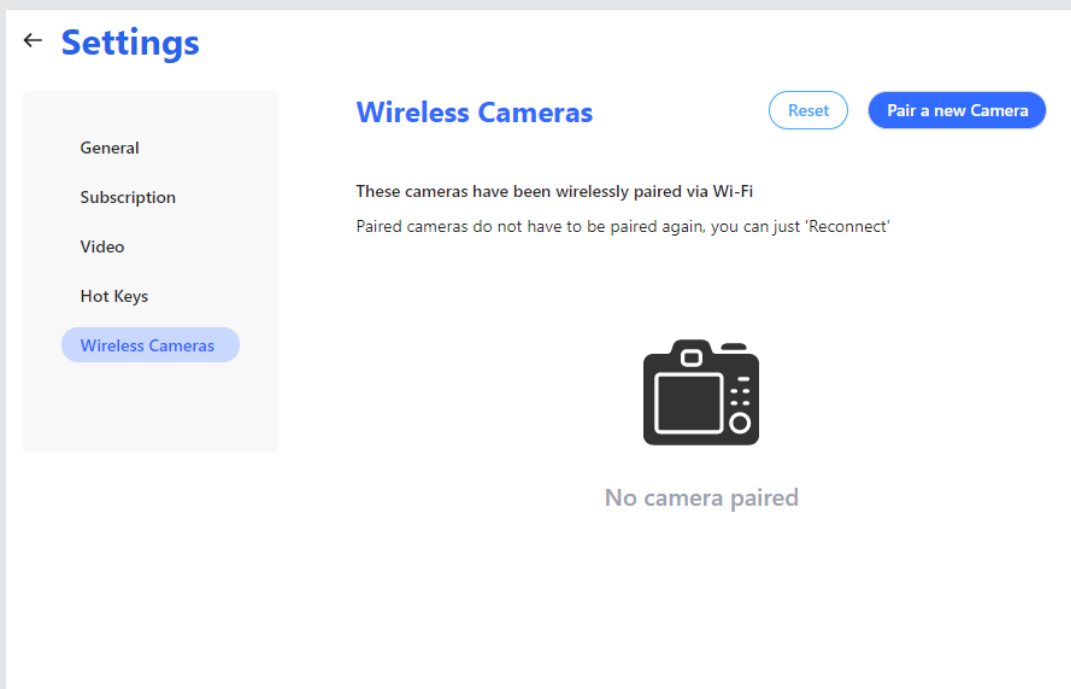 Settings
General
Subscription
Video
Hot Keys
Wireless Cameras
Wireless Cameras
Reset
Pair a new Camera
These cameras have been wirelessly paired via Wi-Fi
Paired cameras do not have to be paired again, you can just 'Reconnect'
No camera paired